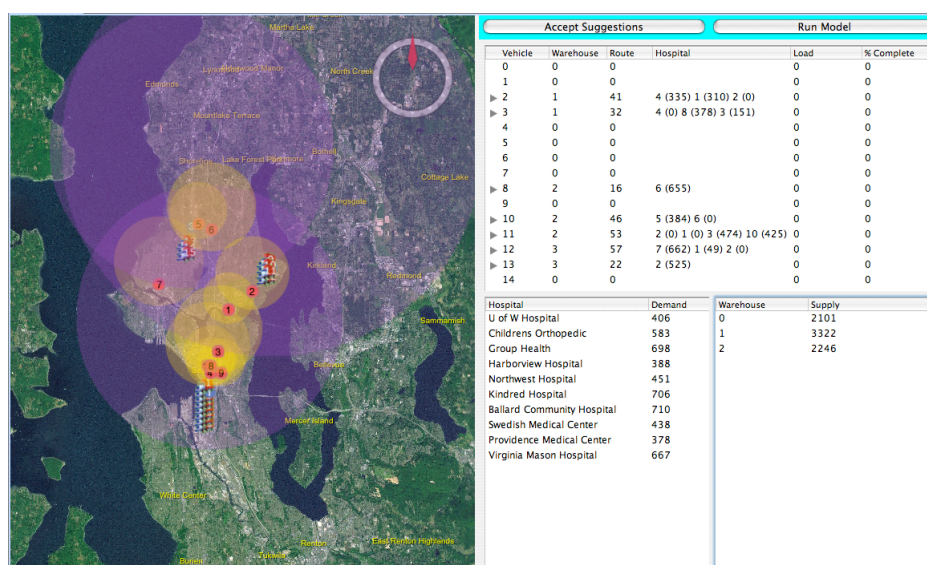 Accept Suggestions Run Model
Vehicle Warehouse Route Hospital Load % Complete
0 0 0 0 0
1 0 0 0 0
2 1 41 4 (335) 1 (310) 2 (0) 0 0
3 1 32 4 (0) 8 (378) 3 (151) 0 0
4 0 0 0 0
5 0 0 0 0
6 0 0 0 0
7 0 0 0 0
8 2 16 6 (655) 0 0
9 0 0 0 0
10 2 46 5 (384) 6 (0) 0 0
11 2 53 2 (0) 1 (0) 3 (474) 10 (425) 0 0
12 3 57 7 (662) 1 (49) 2 (0) 0 0
13 3 22 2 (525) 0 0
14 0 0 0 0
Hospital Demand
U of W Hospital 406
Childrens Orthopedic 583
Group Health 698
Harborview Hospital 388
Northwest Hospital 451
Kindred Hospital 706
Ballard Community Hospital 710
Swedish Medical Center 438
Providence Medical Center 378
Virginia Mason Hospital 667
Warehouse Supply
0 2101
1 3322
2 2246
Martha Lake
North Creek
Edmonds
Mountlake Terrace
Shoreline
Lake Forest Park
Bothell
Cottage Lake
Kingsgate
5
6
Kirkland
Redmond
7
2
1
Sammamish
3
Bellevue
8
9
Mercer Island
White Center
Renton
East Renton Highlands
Tukwila
Burien